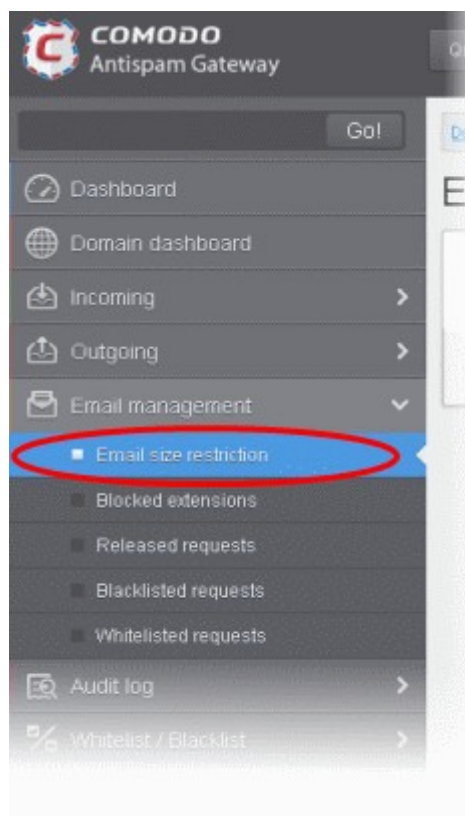 COMODO
Antispam Gateway
Go!
Dashboard
Domain dashboard
Incoming
Outgoing
Email management
Email size restriction
Blocked extensions
Released requests
Blacklisted requests
Whitelisted requests
Audit log
Whitelist / Blacklist